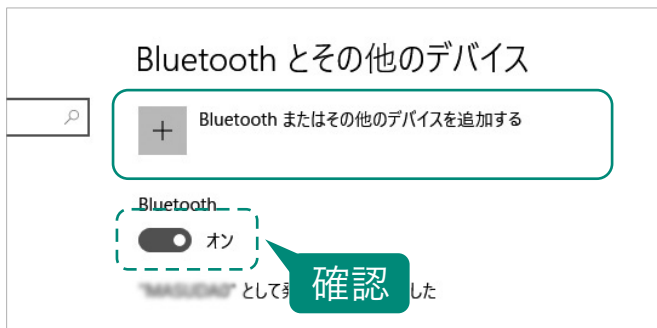 Bluetooth とその他のデバイス
Bluetooth またはその他のデバイスを追加する
Bluetooth
オン
として
した
確認